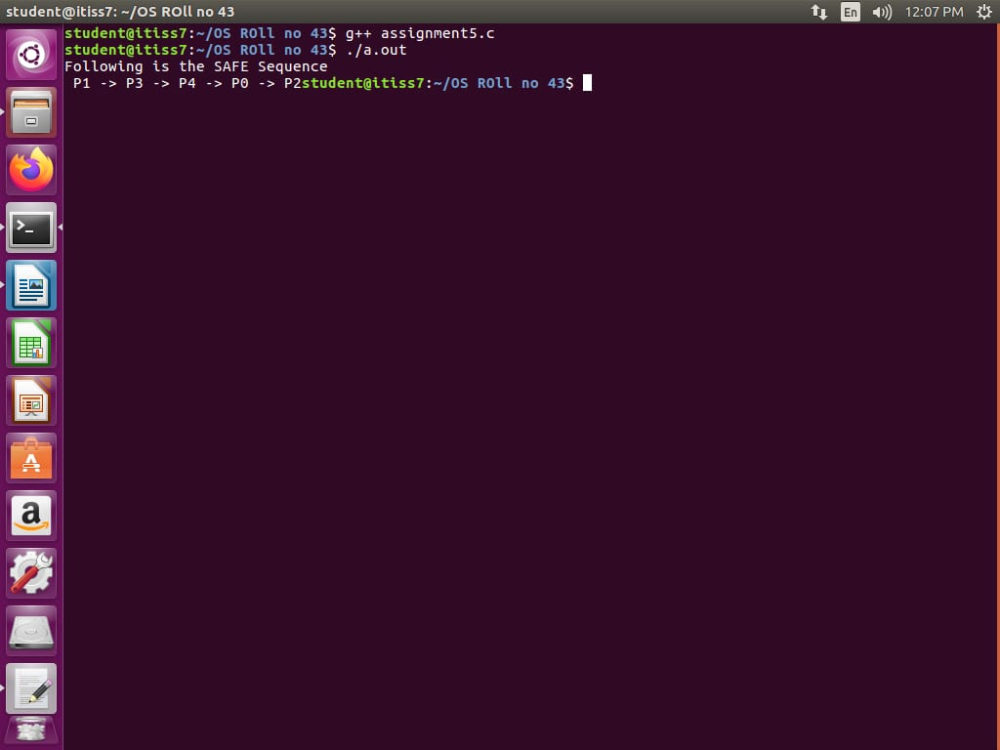 student@itiss7: ~/OS ROll no 43
En
12:07 PM
student@itiss7:~/OS ROll no 43$ g++ assignment5.c
student@itiss7:~/OS ROll no 43$ ./a.out
Following is the SAFE Sequence
 P1 -> P3 -> P4 -> P0 -> P2student@itiss7:~/OS ROll no 43$